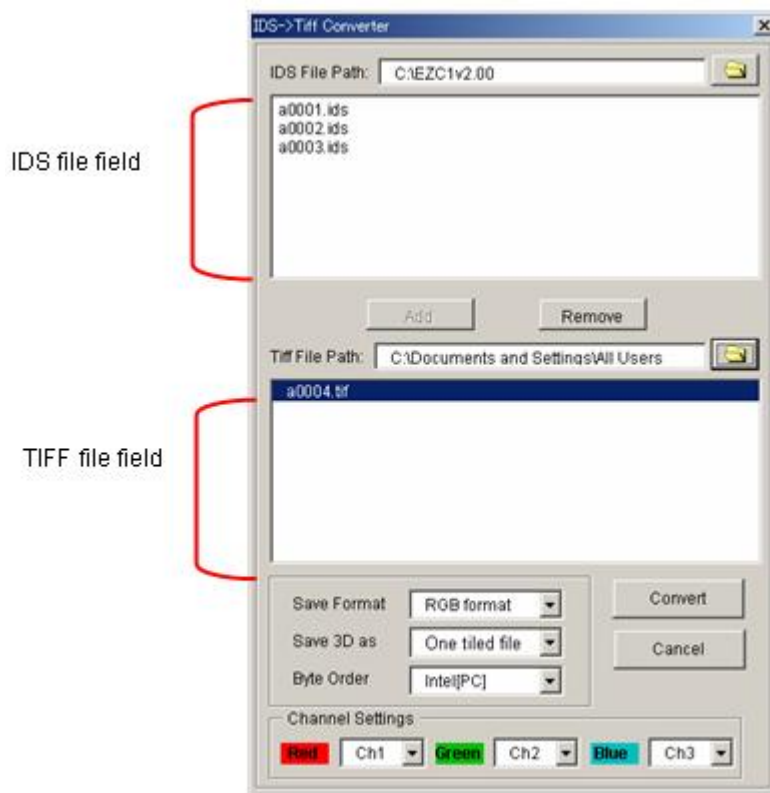 IDS->Tiff Converter
IDS File Path: C:\EZC1v2.00
a0001.ids
a0002.ids
a0003.ids
IDS file field
Add Remove
Tiff File Path: C:\Documents and Settings\All Users
a0004.tif
TIFF file field
Save Format RGB format Convert
Save 3D as One tiled file Cancel
Byte Order Intel[PC]
Channel Settings
Red Ch1 Green Ch2 Blue Ch3